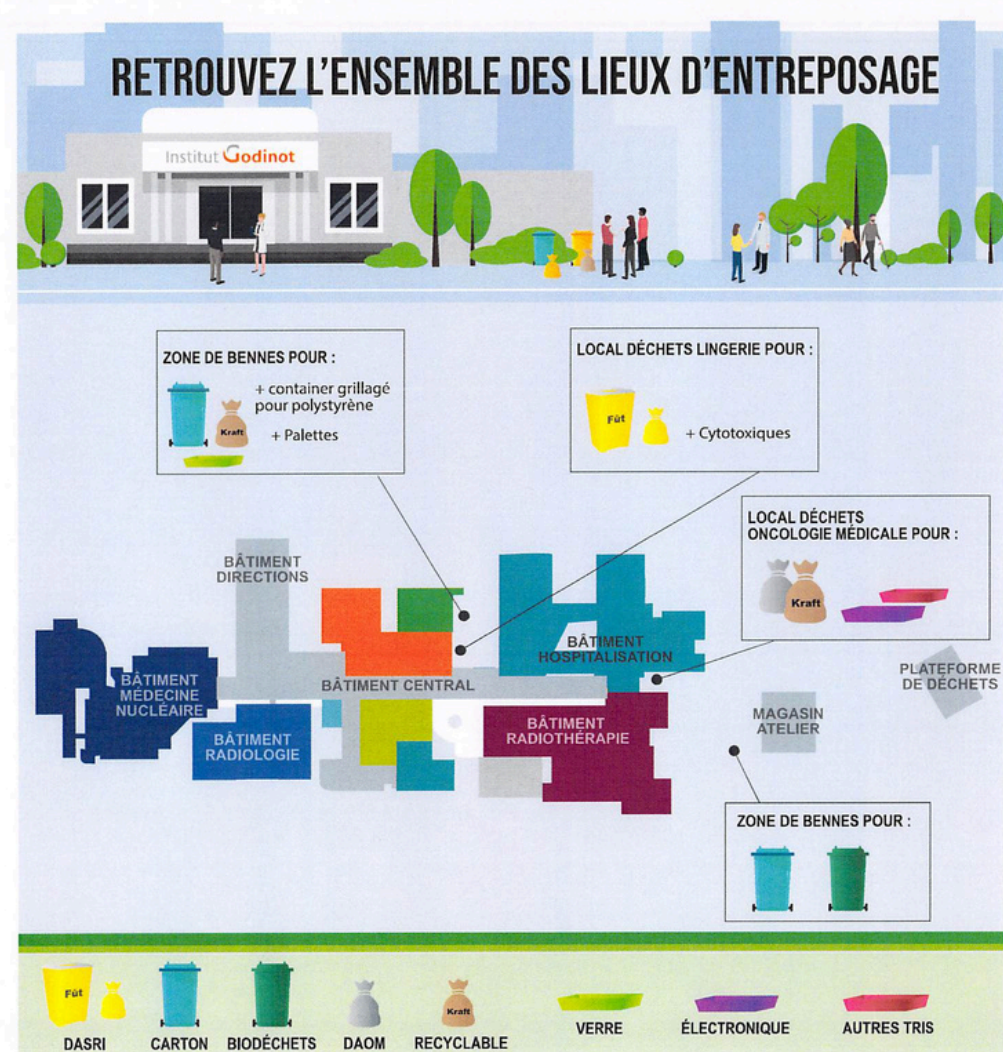 RETROUVEZ L'ENSEMBLE DES LIEUX D'ENTREPOSAGE
Institut Godinot
ZONE DE BENNES POUR :
+ container grillagé
pour polystyrène
Kraft
+ Palettes
LOCAL DÉCHETS LINGERIE POUR :
Fût
+ Cytotoxiques
LOCAL DÉCHETS
ONCOLOGIE MÉDICALE POUR :
Kraft
BÂTIMENT
DIRECTIONS
BÂTIMENT
HOSPITALISATION
BÂTIMENT
MÉDECINE
NUCLÉAIRE
BÂTIMENT CENTRAL
PLATEFORME
DE DÉCHETS
BÂTIMENT
RADIOLOGIE
BÂTIMENT
RADIOTHÉRAPIE
MAGASIN
ATELIER
ZONE DE BENNES POUR :
Fût
Kraft
DASRI
CARTON
BIODÉCHETS
DAOM
RECYCLABLE
VERRE
ÉLECTRONIQUE
AUTRES TRIS